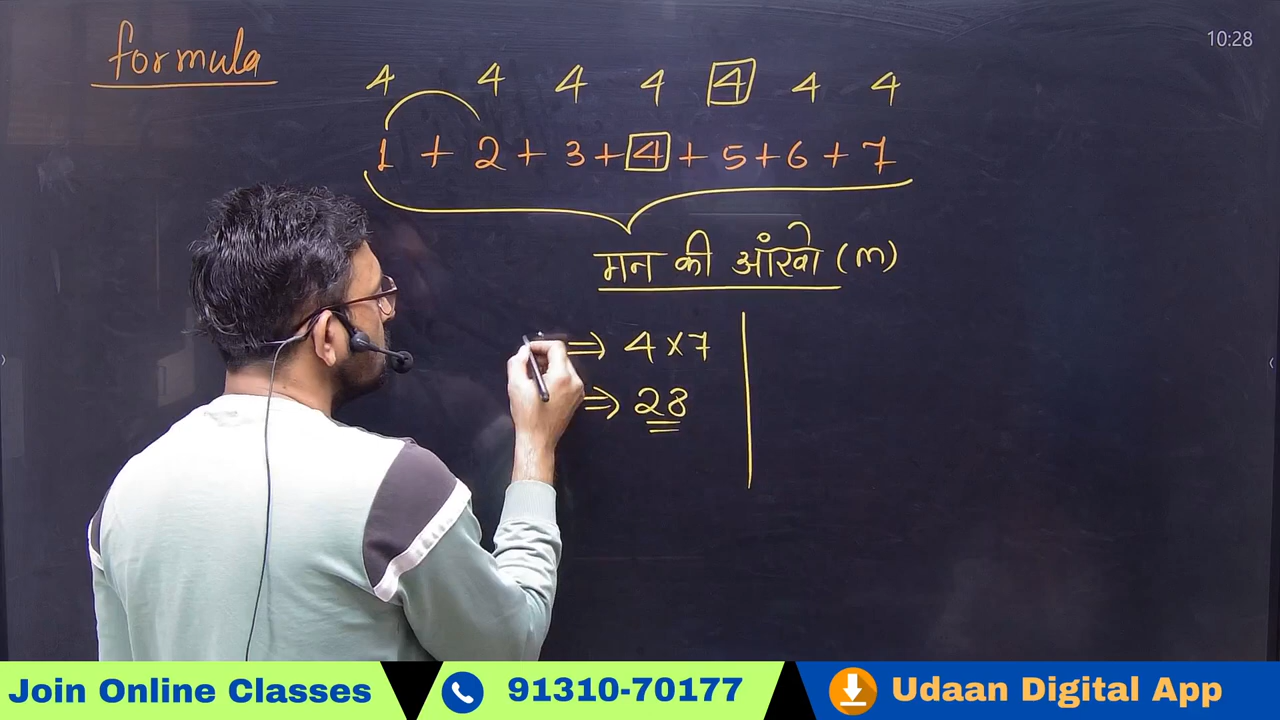 10:28
formula
4 4 4 4 4 4 4
1 + 2 + 3 + 4 + 5 + 6 + 7
मन की आंखो (m)
⇒ 4 x 7
⇒ 28
Join Online Classes
91310-70177
Udaan Digital App